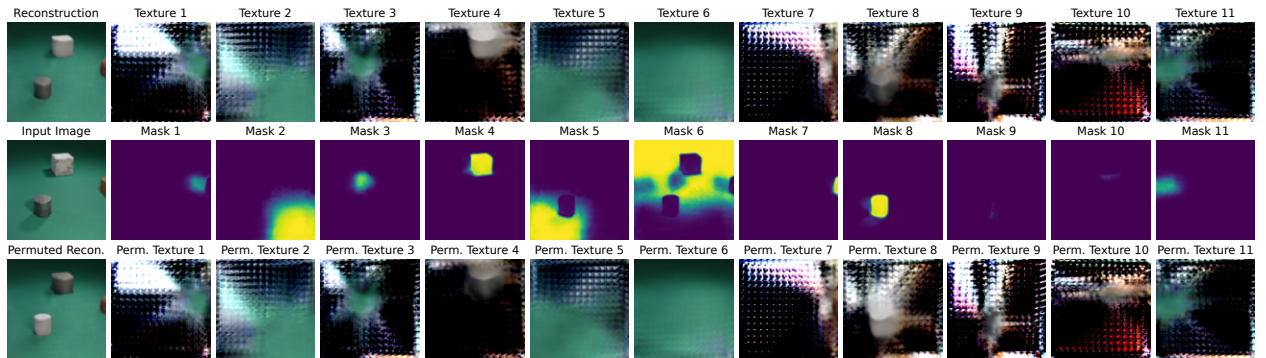 Reconstruction Texture 1 Texture 2 Texture 3 Texture 4 Texture 5 Texture 6 Texture 7 Texture 8 Texture 9 Texture 10 Texture 11
Input Image Mask 1 Mask 2 Mask 3 Mask 4 Mask 5 Mask 6 Mask 7 Mask 8 Mask 9 Mask 10 Mask 11
Permuted Recon. Perm. Texture 1 Perm. Texture 2 Perm. Texture 3 Perm. Texture 4 Perm. Texture 5 Perm. Texture 6 Perm. Texture 7 Perm. Texture 8 Perm. Texture 9 Perm. Texture 10 Perm. Texture 11